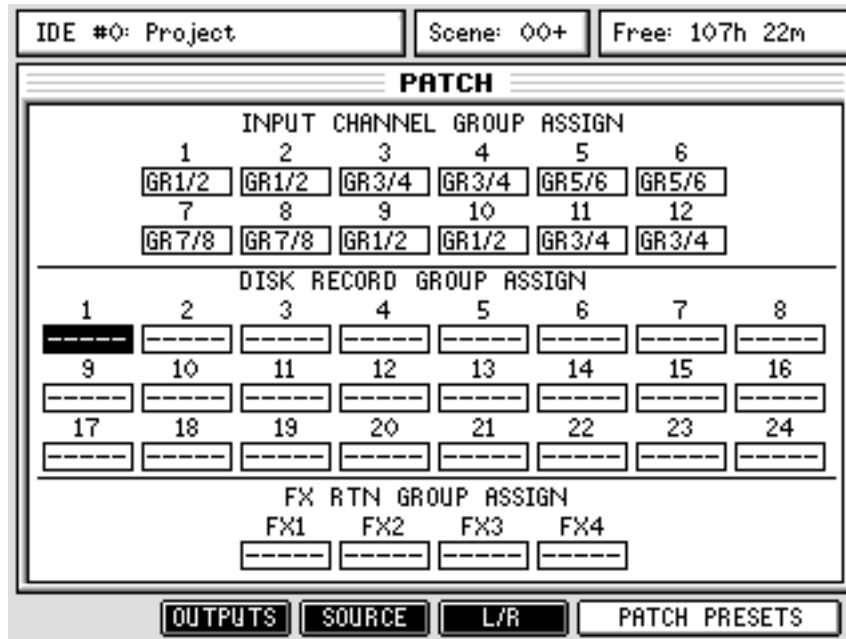 IDE #0: Project Scene: 00+ Free: 107h 22m
PATCH
INPUT CHANNEL GROUP ASSIGN
1 2 3 4 5 6
GR1/2 GR1/2 GR3/4 GR3/4 GR5/6 GR5/6
7 8 9 10 11 12
GR7/8 GR7/8 GR1/2 GR1/2 GR3/4 GR3/4
DISK RECORD GROUP ASSIGN
1 2 3 4 5 6 7 8
----- ----- ----- ----- ----- ----- ----- -----
9 10 11 12 13 14 15 16
----- ----- ----- ----- ----- ----- ----- -----
17 18 19 20 21 22 23 24
----- ----- ----- ----- ----- ----- ----- -----
FX RTN GROUP ASSIGN
FX1 FX2 FX3 FX4
----- ----- ----- -----
OUTPUTS SOURCE L/R PATCH PRESETS